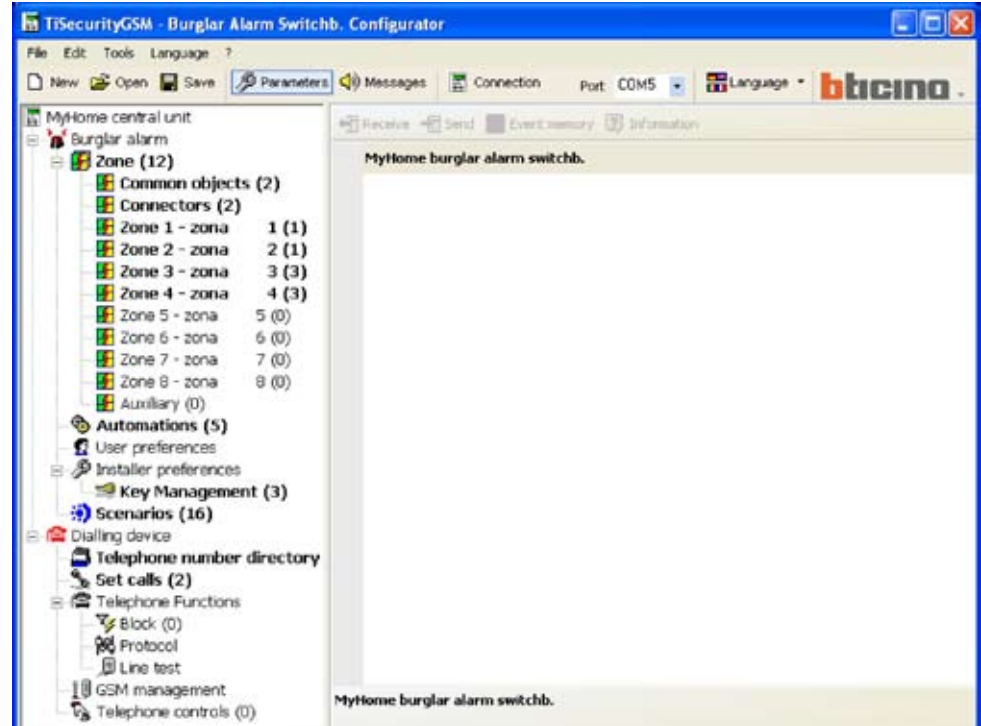 TiSecurityGSM - Burglar Alarm Switchb. Configurator
File Edit Tools Language ?
New Open Save Parameters Messages Connection Port COM5 Language bticino
MyHome central unit
Receive Send Event memory Information
Burglar alarm
MyHome burglar alarm switchb.
Zone (12)
Common objects (2)
Connectors (2)
Zone 1 - zona 1 (1)
Zone 2 - zona 2 (1)
Zone 3 - zona 3 (3)
Zone 4 - zona 4 (3)
Zone 5 - zona 5 (0)
Zone 6 - zona 6 (0)
Zone 7 - zona 7 (0)
Zone 8 - zona 8 (0)
Auxiliary (0)
Automations (5)
User preferences
Installer preferences
Key Management (3)
Scenarios (16)
Dialling device
Telephone number directory
Set calls (2)
Telephone Functions
Block (0)
Protocol
Line test
GSM management
Telephone controls (0)
MyHome burglar alarm switchb.